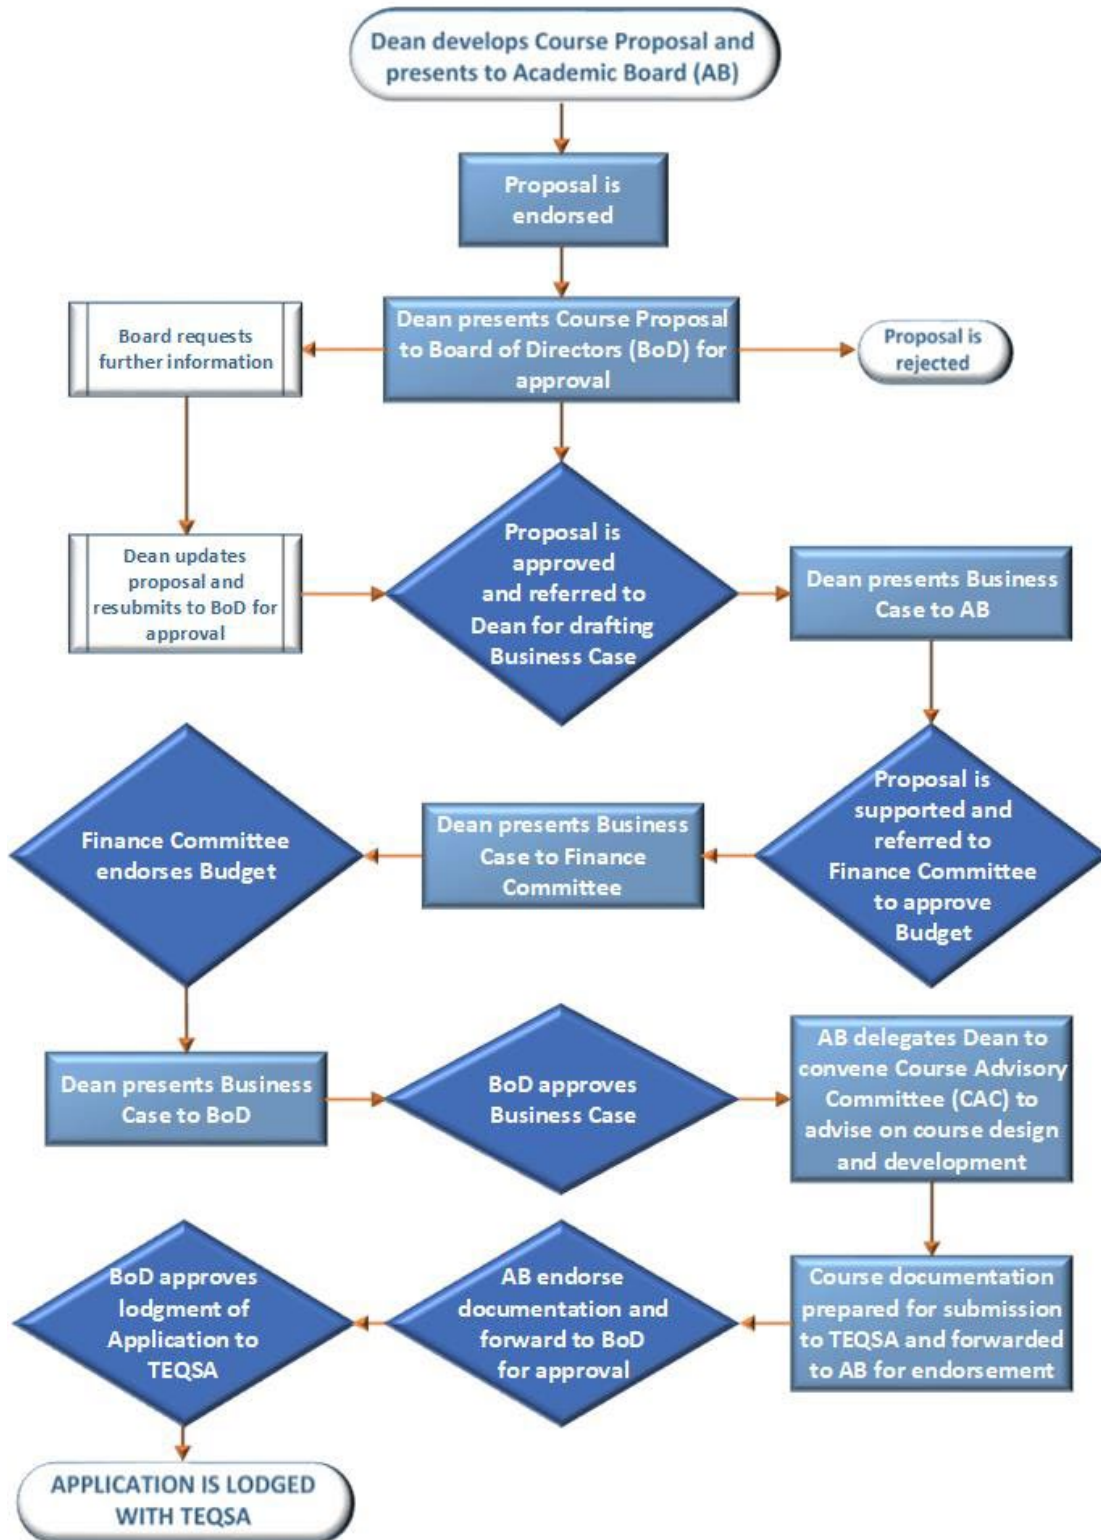 Dean develops Course Proposal and
presents to Academic Board (AB)
Proposal is
endorsed
Dean presents Course Proposal
to Board of Directors (BoD) for
approval
Board requests
further information
Proposal is
rejected
Dean updates
proposal and
resubmits to BoD for
approval
Proposal is
approved
and referred to
Dean for drafting
Business Case
Dean presents Business
Case to AB
Proposal is
supported and
referred to
Finance Committee
to approve
Budget
Dean presents Business
Case to Finance
Committee
Finance Committee
endorses Budget
Dean presents Business
Case to BoD
BoD approves
Business Case
AB delegates Dean to
convene Course Advisory
Committee (CAC) to
advise on course design
and development
Course documentation
prepared for submission
to TEQSA and forwarded
to AB for endorsement
AB endorse
documentation and
forward to BoD
for approval
BoD approves
lodgment of
Application to
TEQSA
APPLICATION IS LODGED
WITH TEQSA